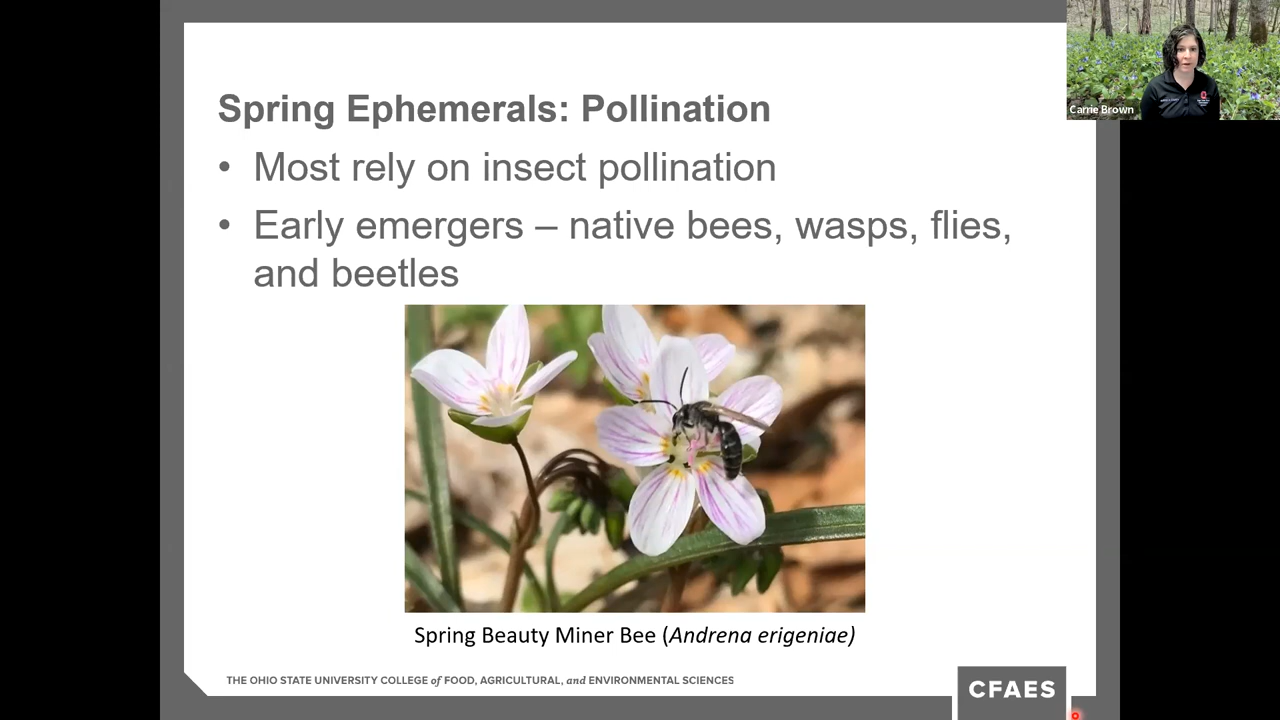 Spring Ephemerals: Pollination
• Most rely on insect pollination
• Early emergers – native bees, wasps, flies,
and beetles
Spring Beauty Miner Bee (Andrena erigeniae)
THE OHIO STATE UNIVERSITY COLLEGE of FOOD, AGRICULTURAL, and ENVIRONMENTAL SCIENCES
CFAES
Carrie Brown